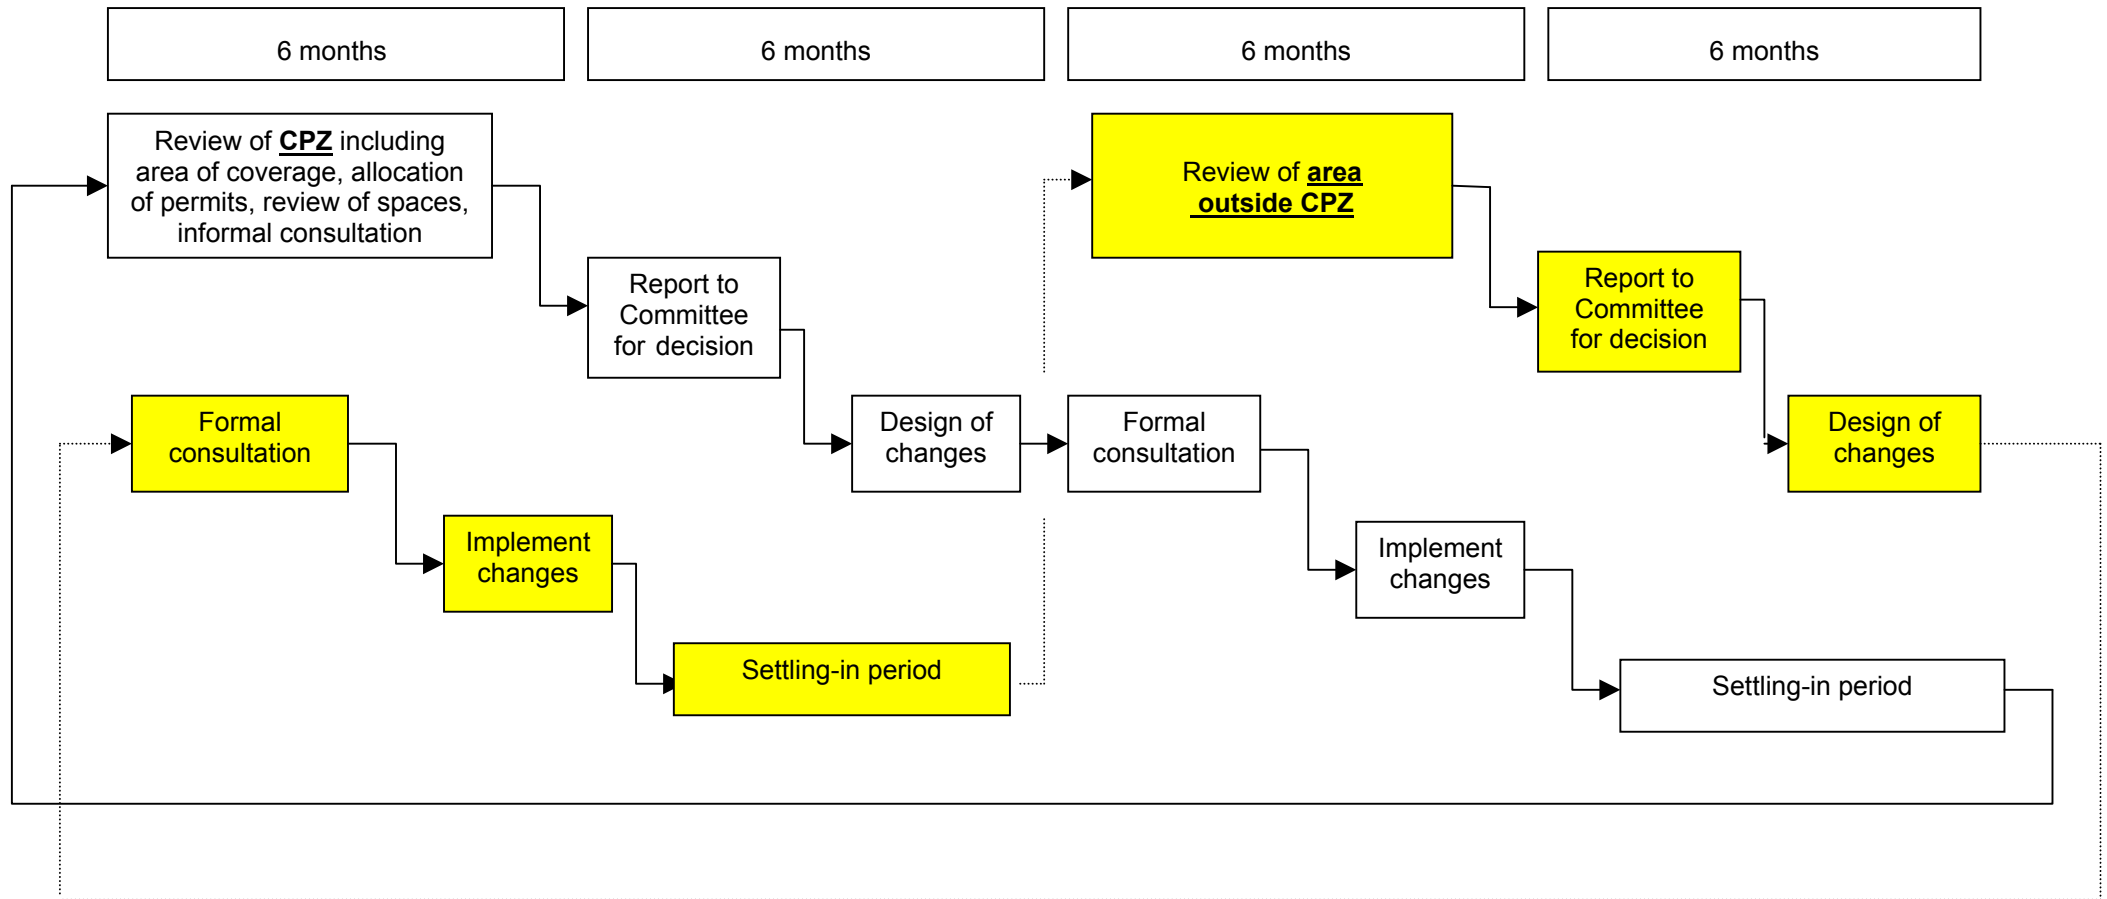 6 months
6 months
6 months
6 months
Review of CPZ including
area of coverage, allocation
of permits, review of spaces,
informal consultation
Review of area
outside CPZ
Report to
Committee
for decision
Report to
Committee
for decision
Formal
consultation
Design of
changes
Formal
consultation
Design of
changes
Implement
changes
Implement
changes
Settling-in period
Settling-in period